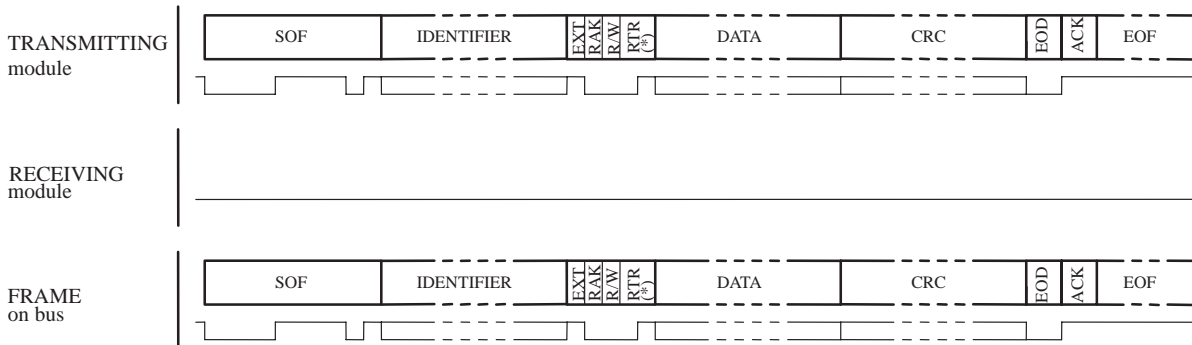 TRANSMITTING
module
SOF IDENTIFIER EXT RAK R/W RTR (*) DATA CRC EOD ACK EOF
RECEIVING
module
FRAME
on bus
SOF IDENTIFIER EXT RAK R/W RTR (*) DATA CRC EOD ACK EOF